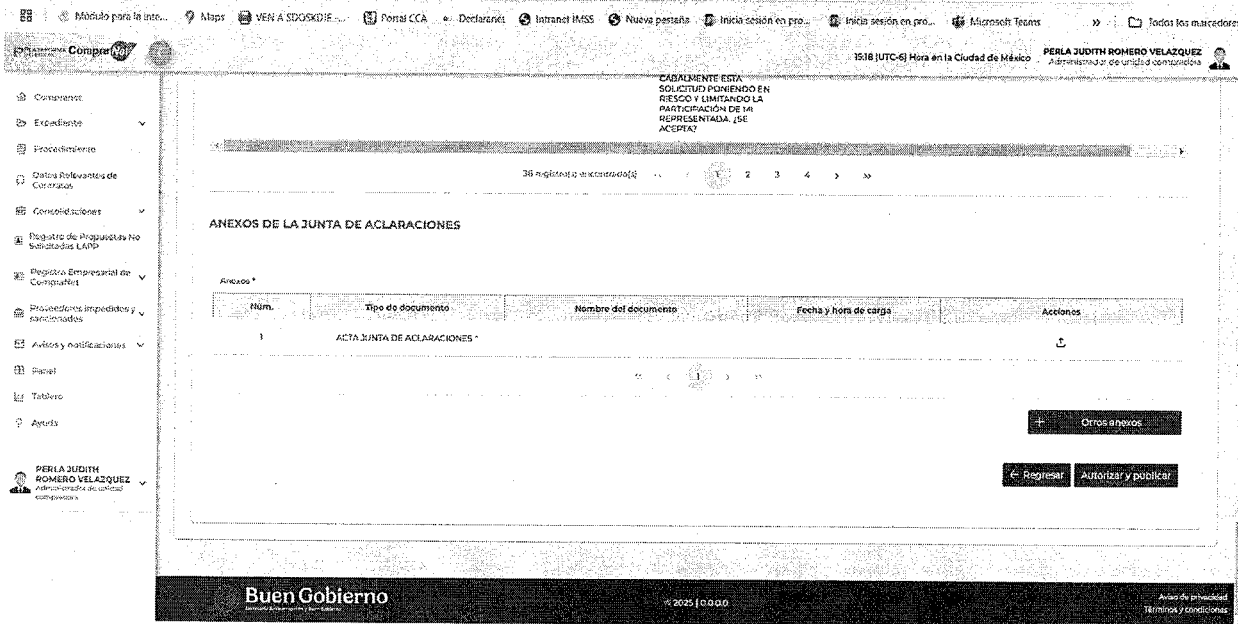 Módulo para la inte... Maps VEN A SDOSKDIE -... Portal CCA Declaranet Intranet IMSS Nueva pestaña Inicia sesión en pro... Inicia sesión en pro... Microsoft Teams » Todos los marcadores
PLATAFORMA CompraNet 15:18 (UTC-6) Hora en la Ciudad de México PERLA JUDITH ROMERO VELAZQUEZ
Administrador de unidad compradora
Compranet
Expediente
Procedimiento
Datos Relevantes de
Contratos
Consolidaciones
Registro de Propuestas No
Solicitadas LAPP
Registro Empresarial de
CompraNet
Proveedores impedidos y
sancionados
Avisos y notificaciones
Panel
Tablero
Ayuda
PERLA JUDITH
ROMERO VELAZQUEZ
Administrador de unidad
compradora
CABALMENTE ESTA
SOLICITUD PONIENDO EN
RIESGO Y LIMITANDO LA
PARTICIPACIÓN DE MI
REPRESENTADA. ¿SE
ACEPTA?
36 registro(s) encontrado(s) « ‹ 1 2 3 4 › »
ANEXOS DE LA JUNTA DE ACLARACIONES
Anexos *
Núm. Tipo de documento Nombre del documento Fecha y hora de carga Acciones
1 ACTA JUNTA DE ACLARACIONES *
« ‹ 1 › »
+ Otros anexos
← Regresar Autorizar y publicar
Buen Gobierno
© 2025 | 0.0.0.0
Aviso de privacidad
Términos y condiciones